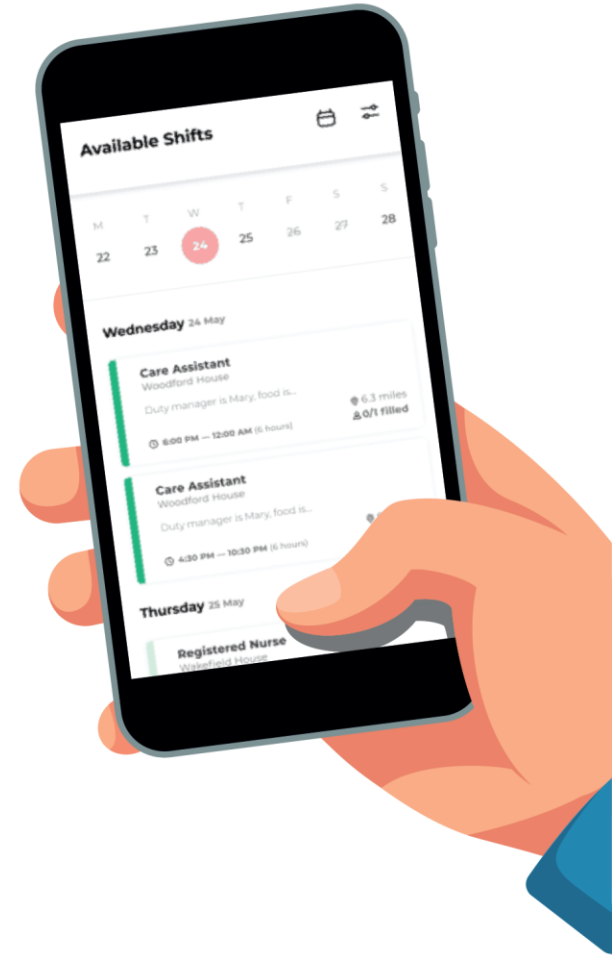 Available Shifts
M T W T F S S
22 23 24 25 26 27 28
Wednesday 24 May
Care Assistant
Woodford House
Duty manager is Mary, food is...
6:00 PM — 12:00 AM (6 hours)
6.3 miles
0/1 filled
Care Assistant
Woodford House
Duty manager is Mary, food is...
4:30 PM — 10:30 PM (6 hours)
Thursday 25 May
Registered Nurse
Wakefield House